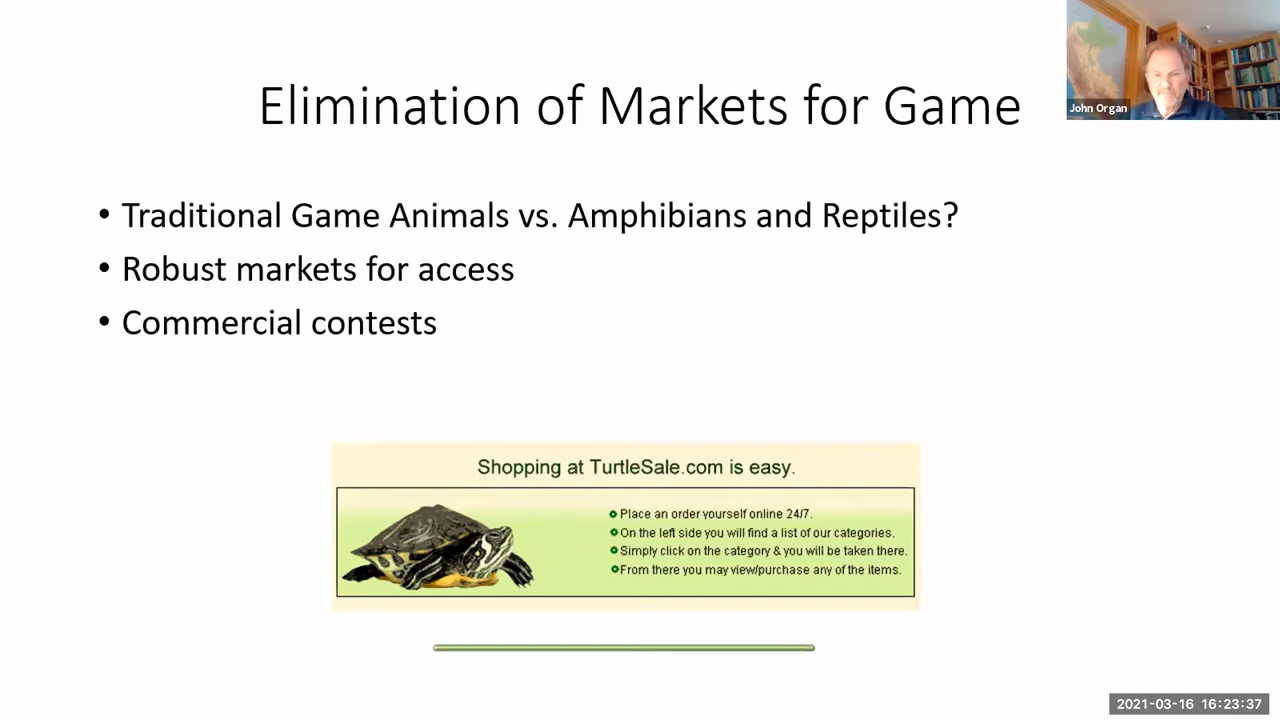 Elimination of Markets for Game
John Organ
• Traditional Game Animals vs. Amphibians and Reptiles?
• Robust markets for access
• Commercial contests
Shopping at TurtleSale.com is easy.
Place an order yourself online 24/7.
On the left side you will find a list of our categories.
Simply click on the category & you will be taken there.
From there you may view/purchase any of the items.
2021-03-16 16:23:37